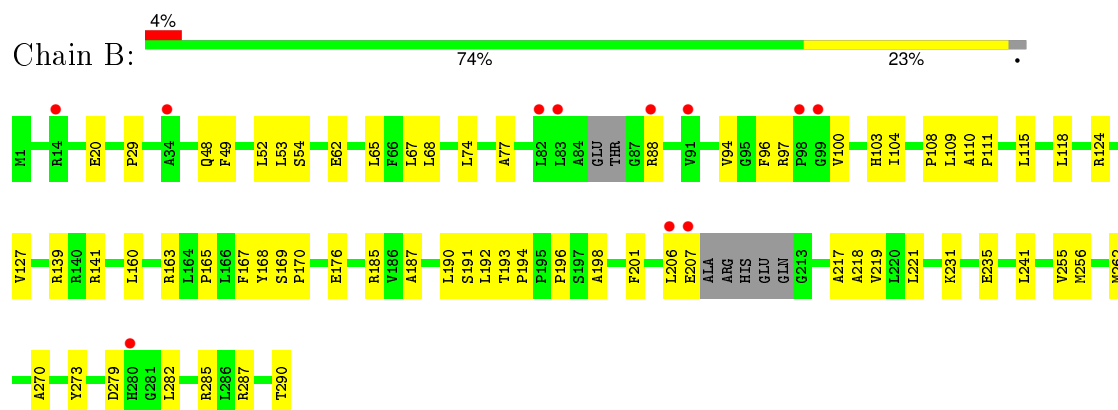 4%
Chain B:
74% 23% •
M1 R14 E20 P29 A34 Q48 F49 L52 L53 S54 E62 L65 F66 L67 L68 L74 A77 L82 L83 A84 GLU THR G87 R88 V91 V94 G95 F96 R97 P98 G99 V100 H103 I104 P108 L109 A110 P111 L115 L118 R124
V127 R139 R140 R141 L160 R163 L164 P165 L166 F167 Y168 S169 P170 E176 R185 V186 A187 L190 S191 L192 T193 P194 P195 P196 S197 A198 F201 L206 E207 ALA ARG HIS GLU GLN G213 A217 A218 V219 L220 L221 K231 E235 L241 V255 M256 M262
A270 Y273 D279 H280 G281 L282 R285 L286 R287 T290